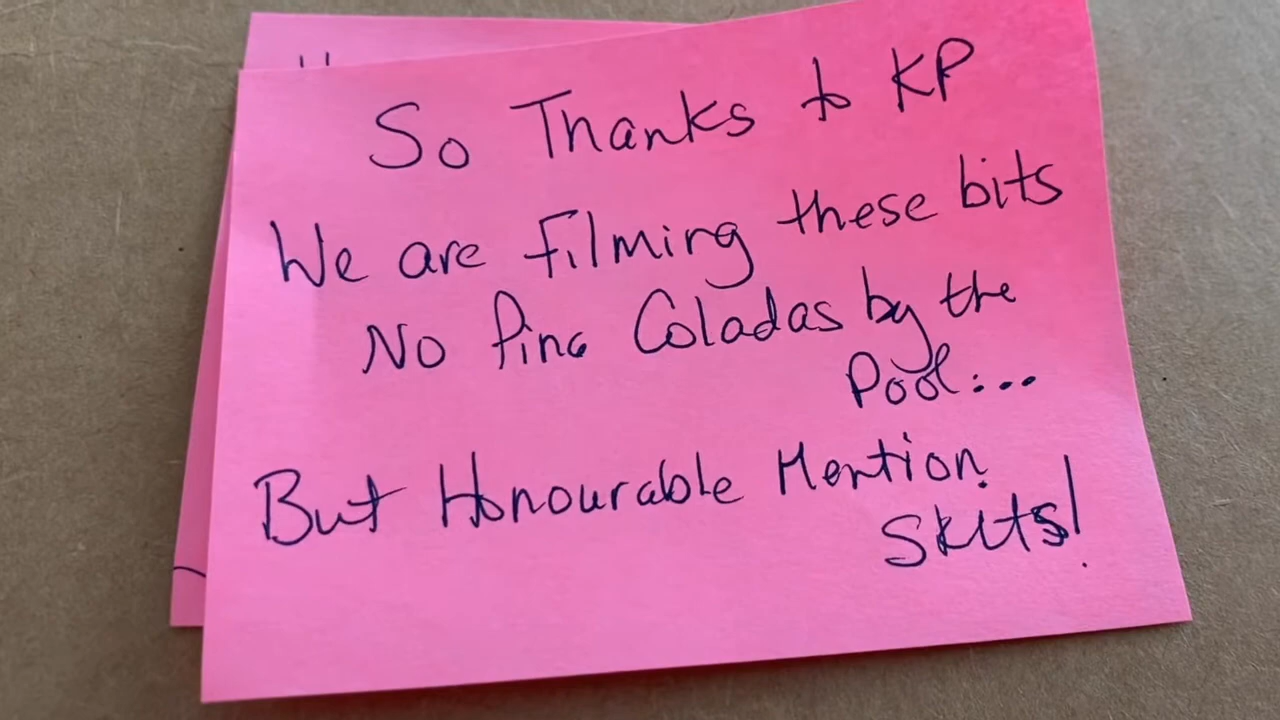 So Thanks to KP
We are filming these bits
No Pina Coladas by the
Pool...
But Honourable Mention
Skits!